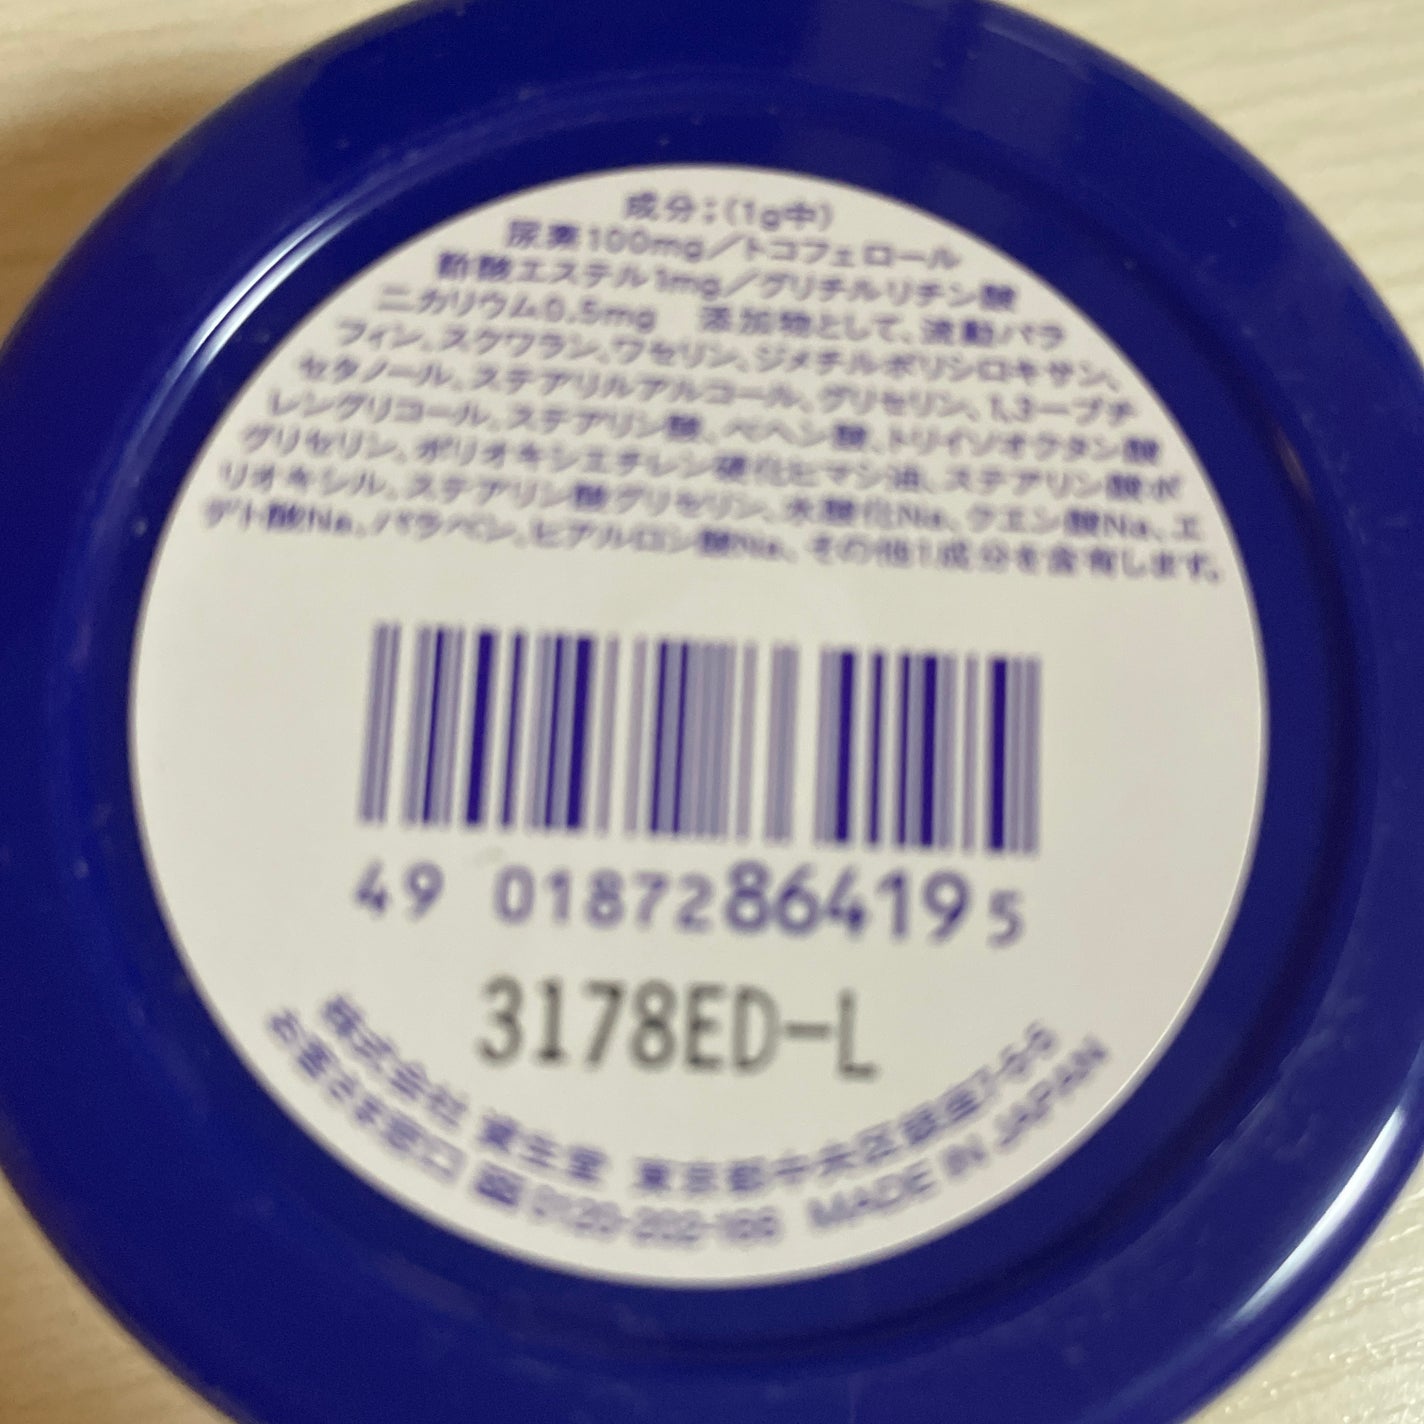 成分；(1g中)
尿素100mg／トコフェロール
酢酸エステル1mg／グリチルリチン酸
二カリウム0.5mg　添加物として、流動パラ
フィン、スクワラン、ワセリン、ジメチルポリシロキサン、
セタノール、ステアリルアルコール、グリセリン、1,3－ブチ
レングリコール、ステアリン酸、ベヘン酸、トリイソオクタン酸
グリセリン、ポリオキシエチレン硬化ヒマシ油、ステアリン酸ポ
リオキシル、ステアリン酸グリセリン、水酸化Na、クエン酸Na、エ
デト酸Na、パラベン、ヒアルロン酸Na、その他1成分を含有します。
49 01872864195
3178ED-L
株式会社 資生堂 東京都中央区銀座7-5-5
お客さま窓口 0120-202-166 MADE IN JAPAN